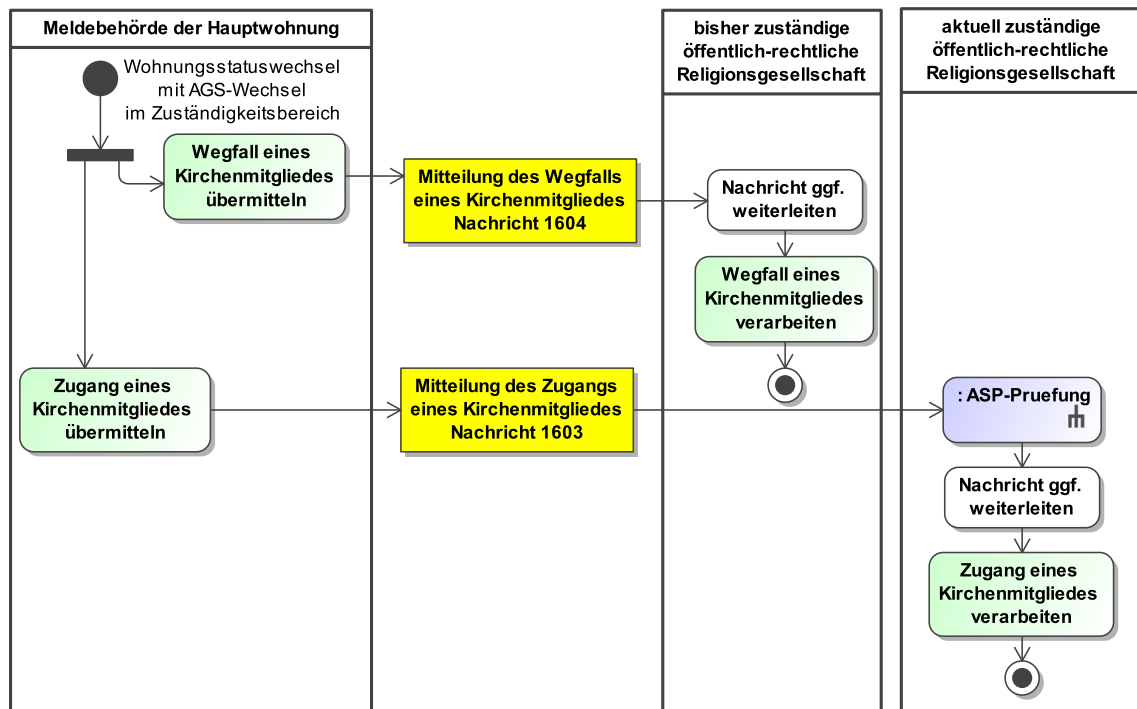 Meldebehörde der Hauptwohnung
bisher zuständige
öffentlich-rechtliche
Religionsgesellschaft
aktuell zuständige
öffentlich-rechtliche
Religionsgesellschaft
Wohnungsstatuswechsel
mit AGS-Wechsel
im Zuständigkeitsbereich
Wegfall eines
Kirchenmitgliedes
übermitteln
Mitteilung des Wegfalls
eines Kirchenmitgliedes
Nachricht 1604
Nachricht ggf.
weiterleiten
Wegfall eines
Kirchenmitgliedes
verarbeiten
Zugang eines
Kirchenmitgliedes
übermitteln
Mitteilung des Zugangs
eines Kirchenmitgliedes
Nachricht 1603
: ASP-Pruefung
Nachricht ggf.
weiterleiten
Zugang eines
Kirchenmitgliedes
verarbeiten